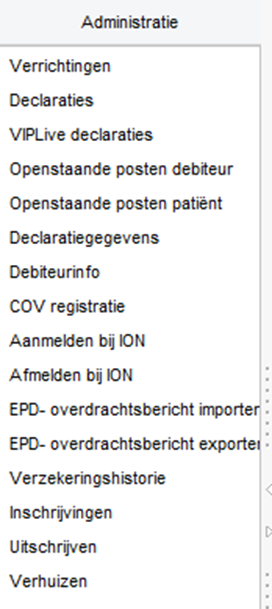 Administratie
Verrichtingen
Declaraties
VIPLive declaraties
Openstaande posten debiteur
Openstaande posten patiënt
Declaratiegegevens
Debiteurinfo
COV registratie
Aanmelden bij ION
Afmelden bij ION
EPD- overdrachtsbericht importer
EPD- overdrachtsbericht exporter
Verzekeringshistorie
Inschrijvingen
Uitschrijven
Verhuizen